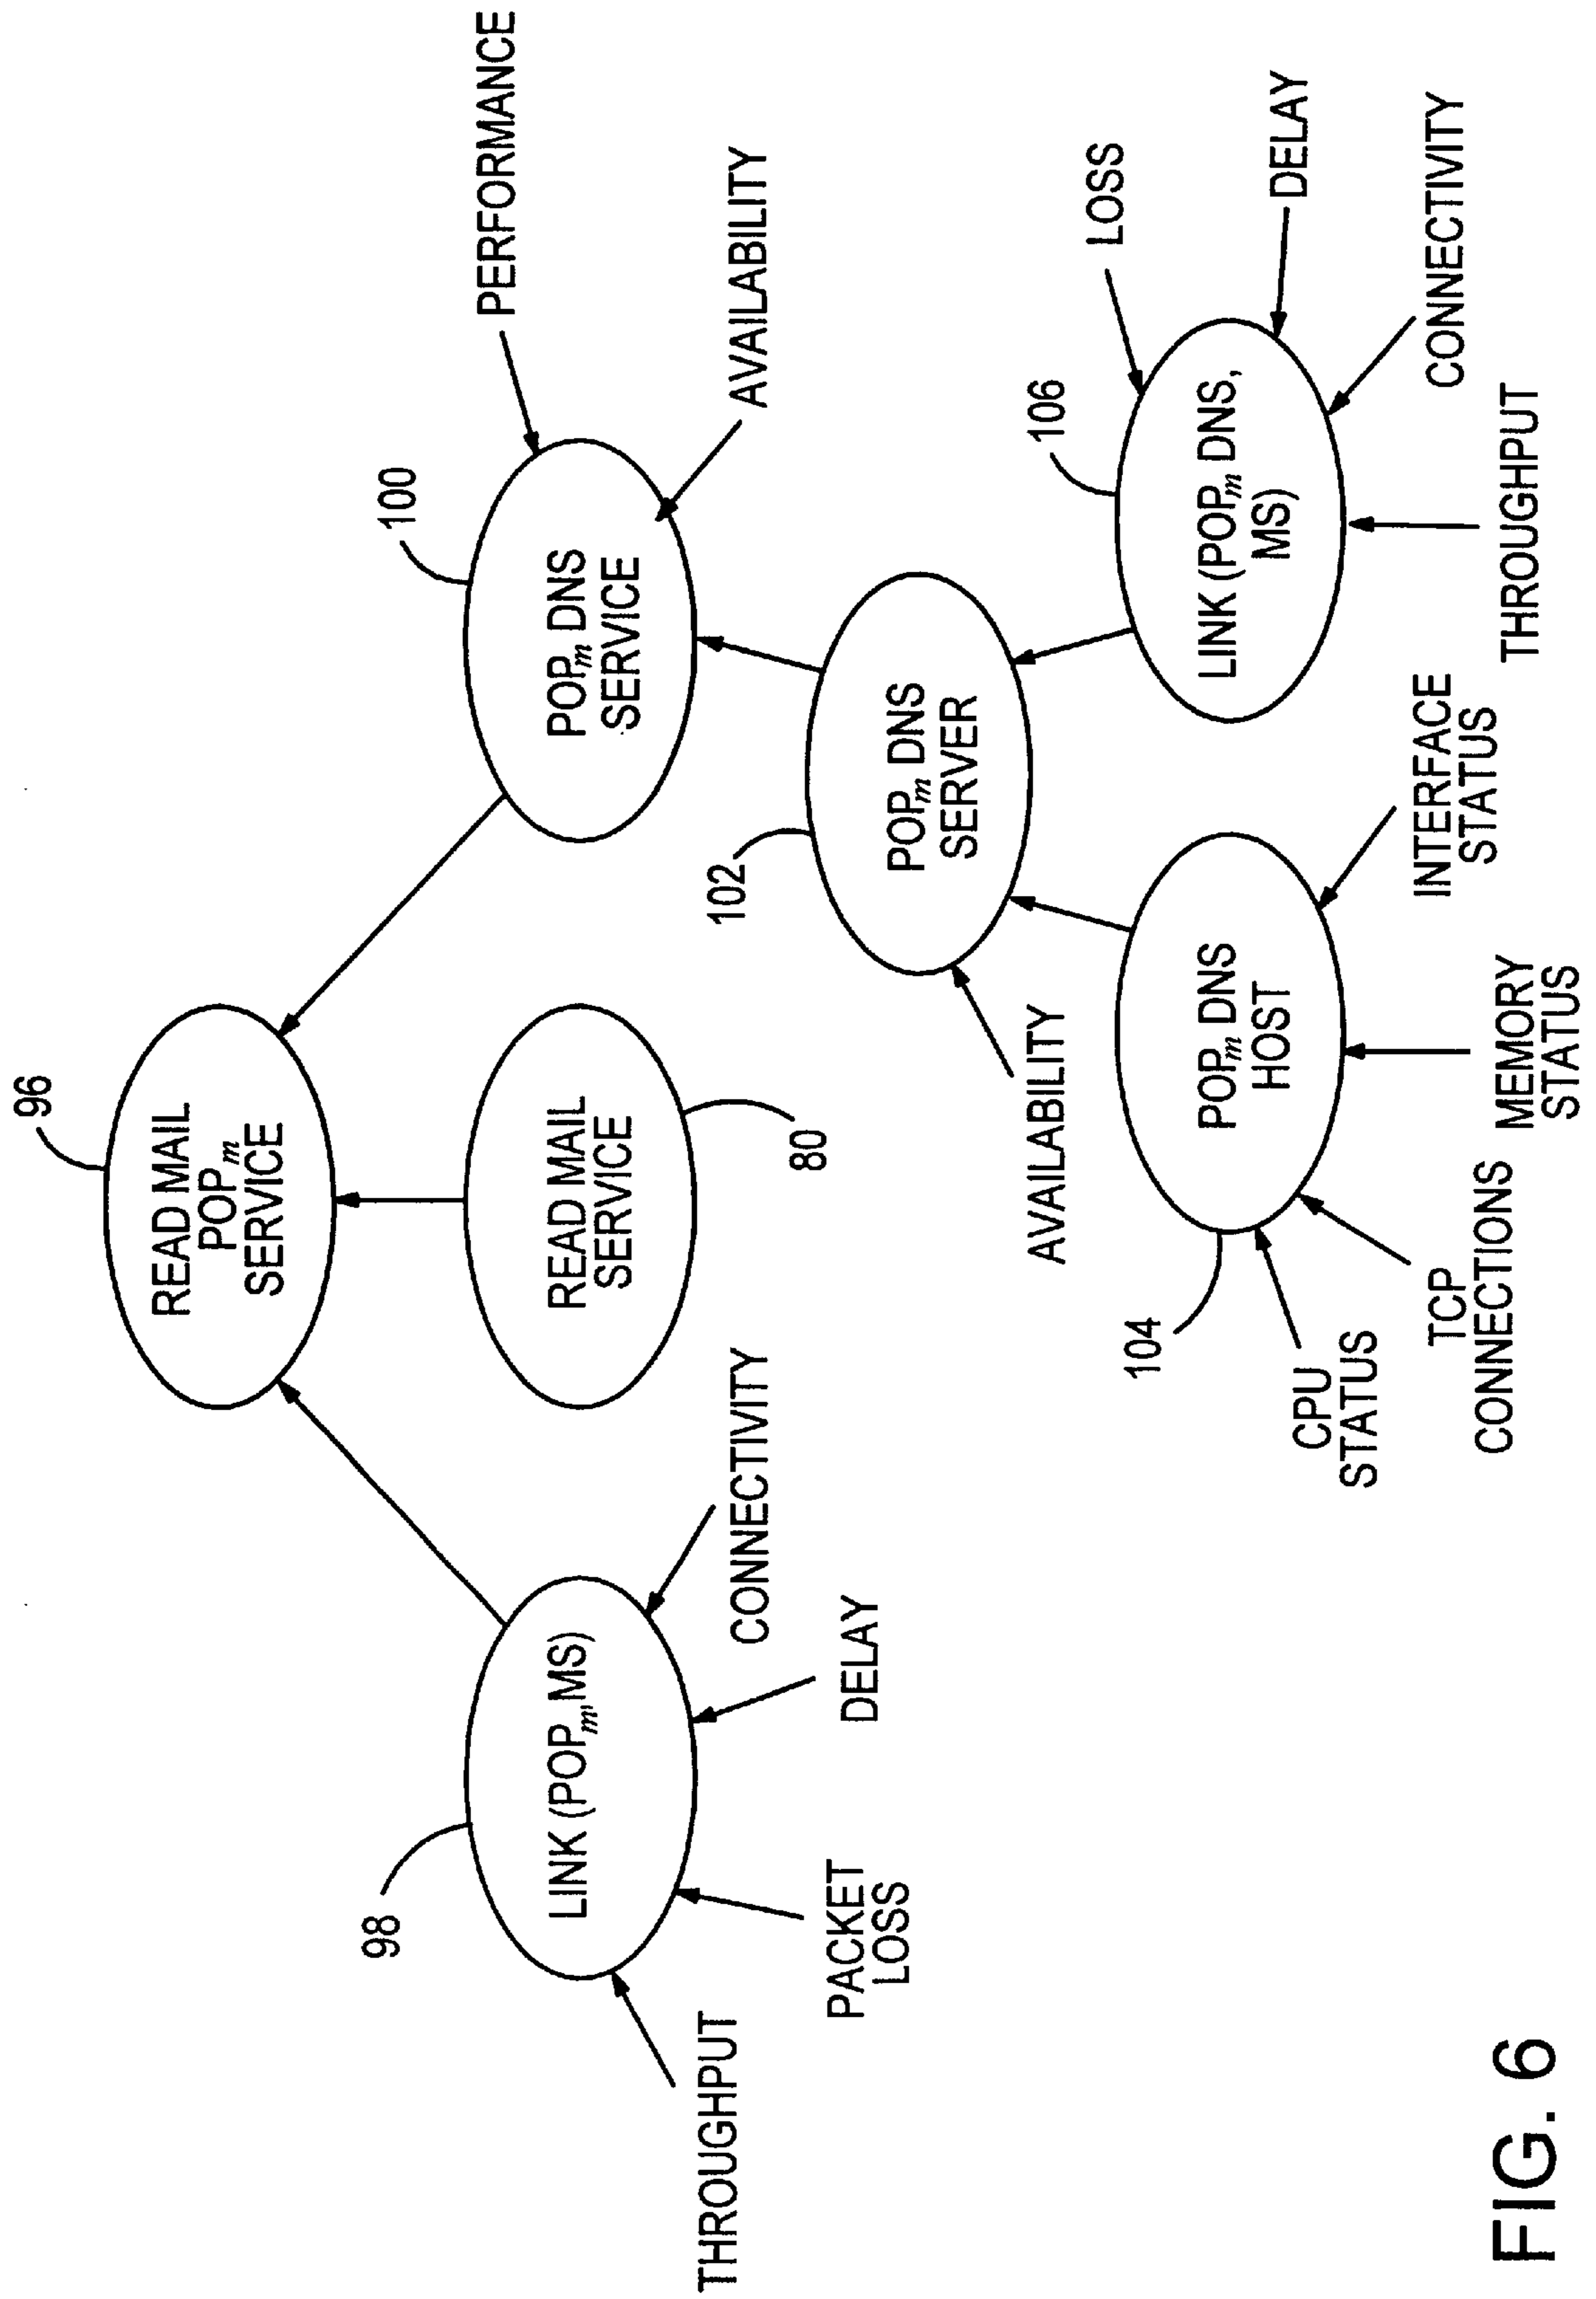 96
READ MAIL
POPm
SERVICE
98
LINK (POPm, MS)
THROUGHPUT
PACKET
LOSS
DELAY
CONNECTIVITY
READ MAIL
SERVICE
80
100
POPm DNS
SERVICE
PERFORMANCE
AVAILABILITY
102
POPm DNS
SERVER
AVAILABILITY
104
POPm DNS
HOST
CPU
STATUS
TCP
CONNECTIONS
MEMORY
STATUS
INTERFACE
STATUS
106
LINK (POPm DNS,
MS)
LOSS
DELAY
CONNECTIVITY
THROUGHPUT
FIG. 6